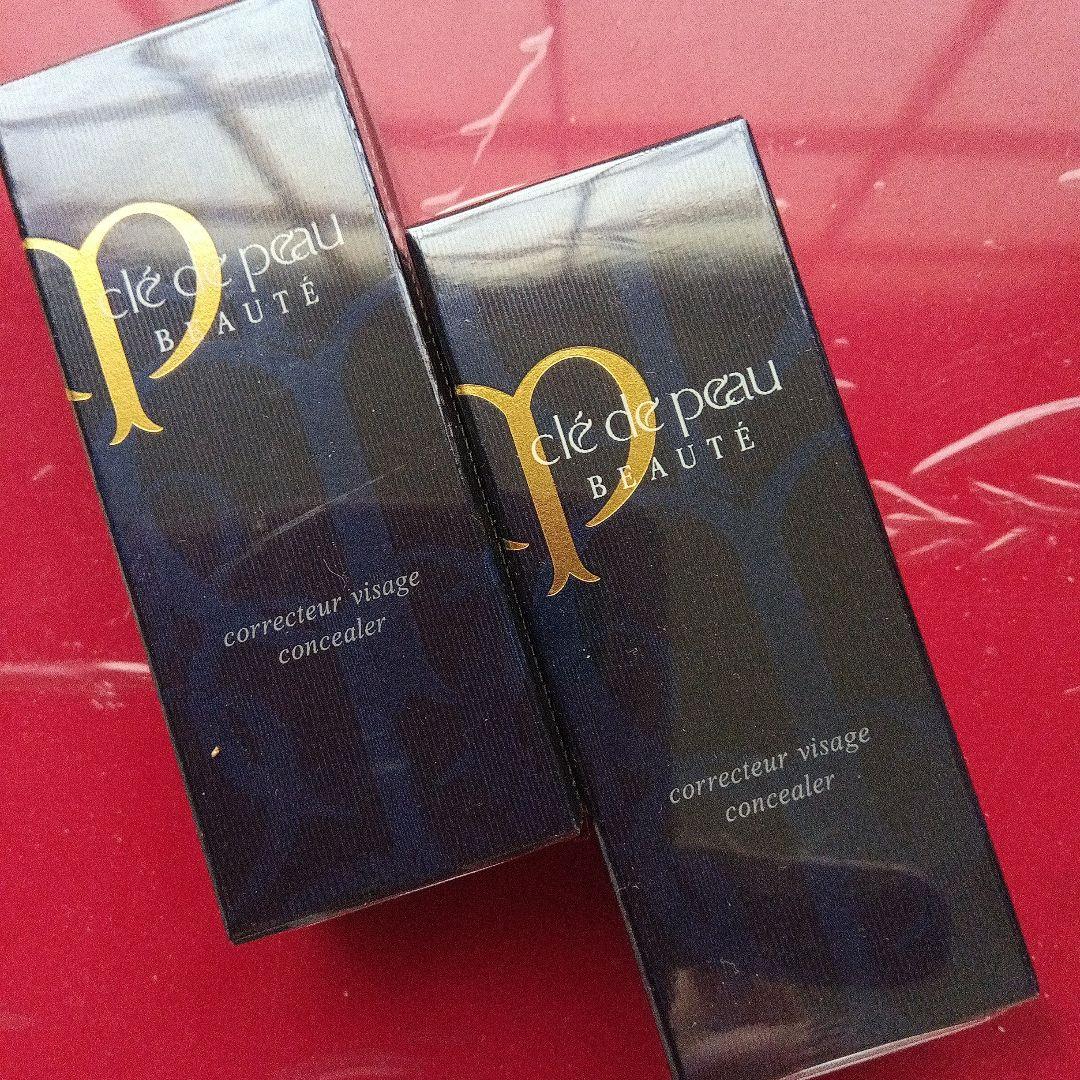 clé de peau
BEAUTÉ
correcteur visage
concealer
clé de peau
BEAUTÉ
correcteur visage
concealer